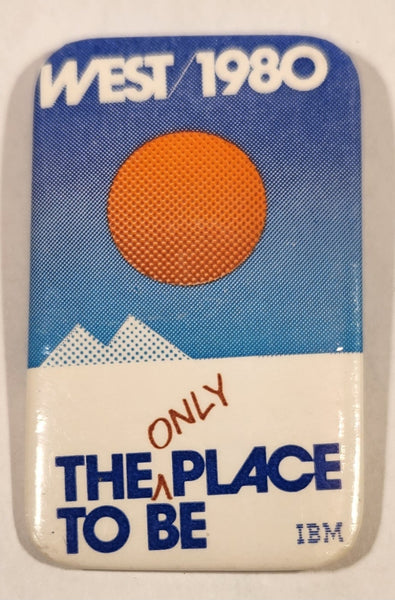 WEST/1980
ONLY
THE PLACE
TO BE
IBM